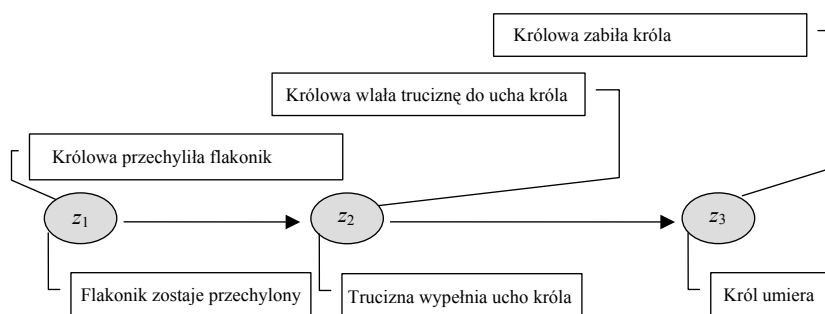 Królowa zabiła króla
Królowa wlała truciznę do ucha króla
Królowa przechyliła flakonik
z1
z2
z3
Flakonik zostaje przechylony
Trucizna wypełnia ucho króla
Król umiera